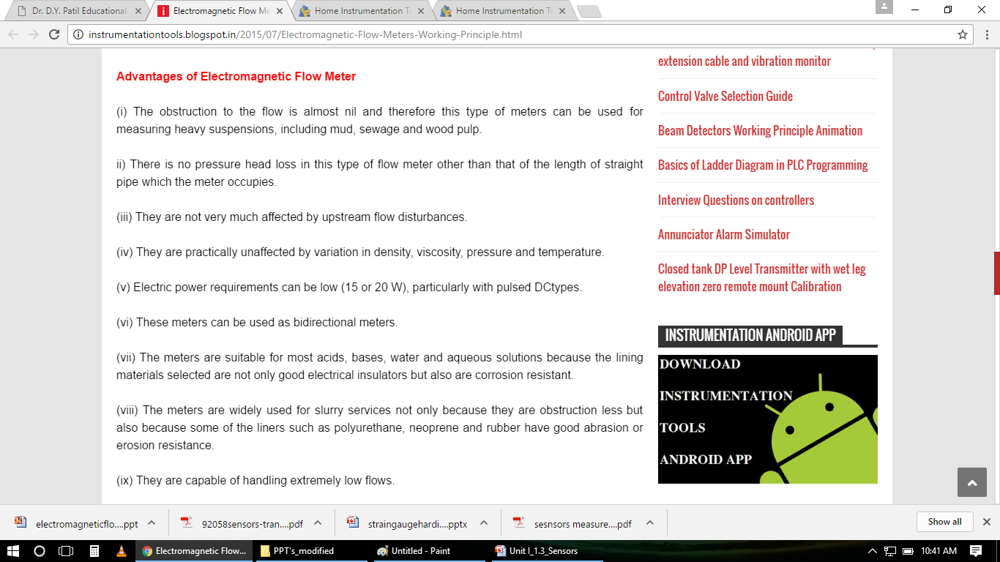 Dr. D.Y. Patil Educational
Electromagnetic Flow Me
Home Instrumentation To
Home Instrumentation To
instrumentationtools.blogspot.in/2015/07/Electromagnetic-Flow-Meters-Working-Principle.html
Advantages of Electromagnetic Flow Meter
(i) The obstruction to the flow is almost nil and therefore this type of meters can be used for
measuring heavy suspensions, including mud, sewage and wood pulp.
ii) There is no pressure head loss in this type of flow meter other than that of the length of straight
pipe which the meter occupies.
(iii) They are not very much affected by upstream flow disturbances.
(iv) They are practically unaffected by variation in density, viscosity, pressure and temperature.
(v) Electric power requirements can be low (15 or 20 W), particularly with pulsed DCtypes.
(vi) These meters can be used as bidirectional meters.
(vii) The meters are suitable for most acids, bases, water and aqueous solutions because the lining
materials selected are not only good electrical insulators but also are corrosion resistant.
(viii) The meters are widely used for slurry services not only because they are obstruction less but
also because some of the liners such as polyurethane, neoprene and rubber have good abrasion or
erosion resistance.
(ix) They are capable of handling extremely low flows.
extension cable and vibration monitor
Control Valve Selection Guide
Beam Detectors Working Principle Animation
Basics of Ladder Diagram in PLC Programming
Interview Questions on controllers
Annunciator Alarm Simulator
Closed tank DP Level Transmitter with wet leg
elevation zero remote mount Calibration
INSTRUMENTATION ANDROID APP
DOWNLOAD
INSTRUMENTATION
TOOLS
ANDROID APP
electromagneticflo....ppt
92058sensors-tran....pdf
straingaugehardi....pptx
sesnsors measure....pdf
Show all
Electromagnetic Flow...
PPT's_modified
Untitled - Paint
Unit I_1.3_Sensors
10:41 AM